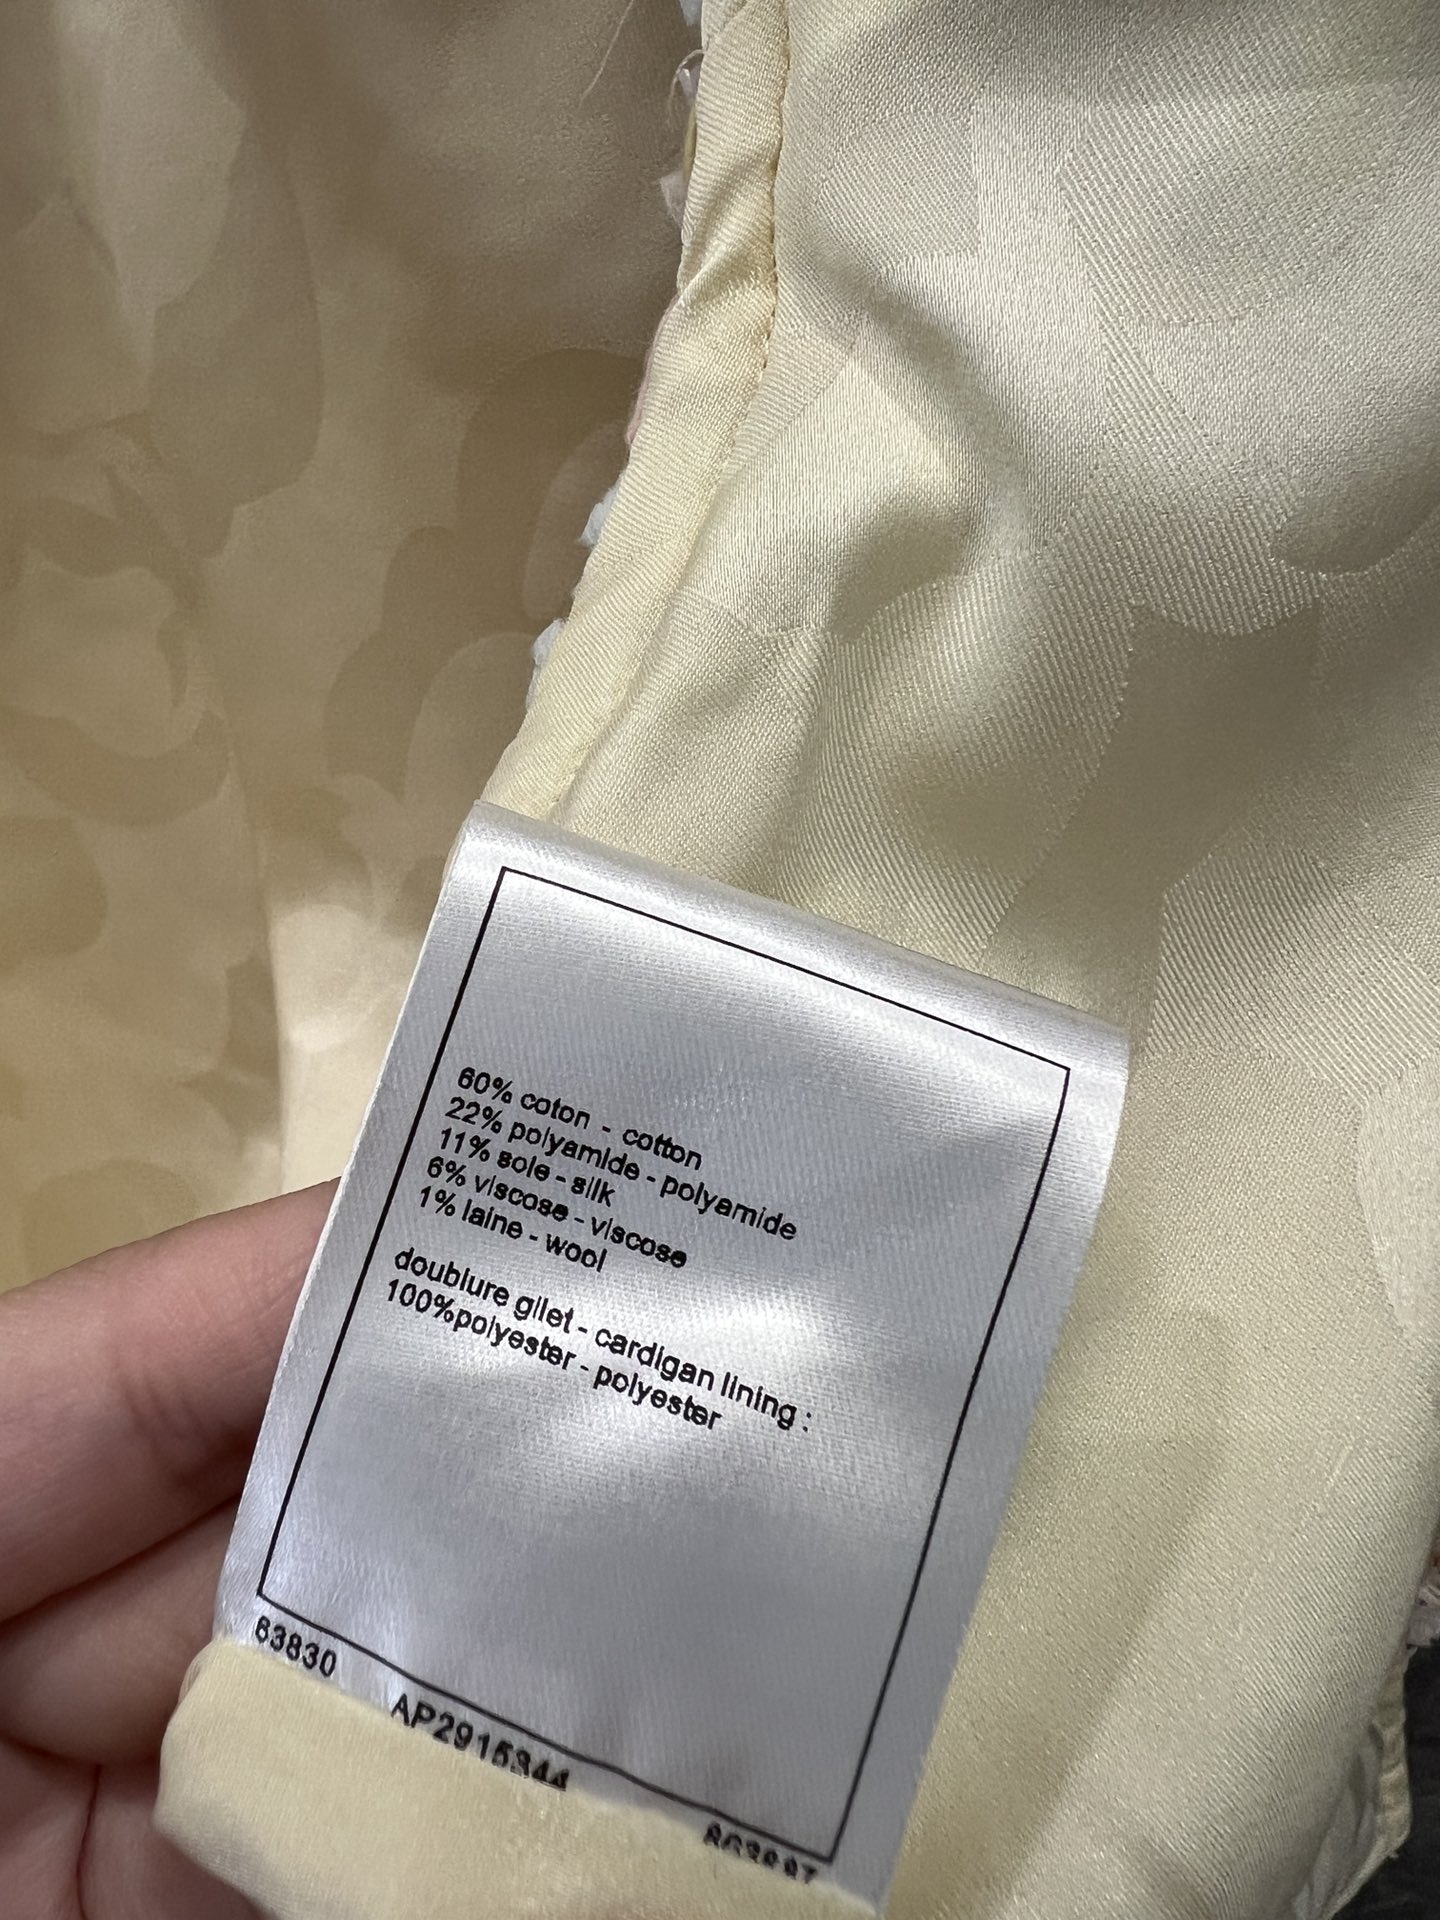 60% coton - cotton
22% polyamide - polyamide
11% soie - silk
6% viscose - viscose
1% laine - wool
doublure gilet - cardigan lining :
100%polyester - polyester
63830
AP2915344